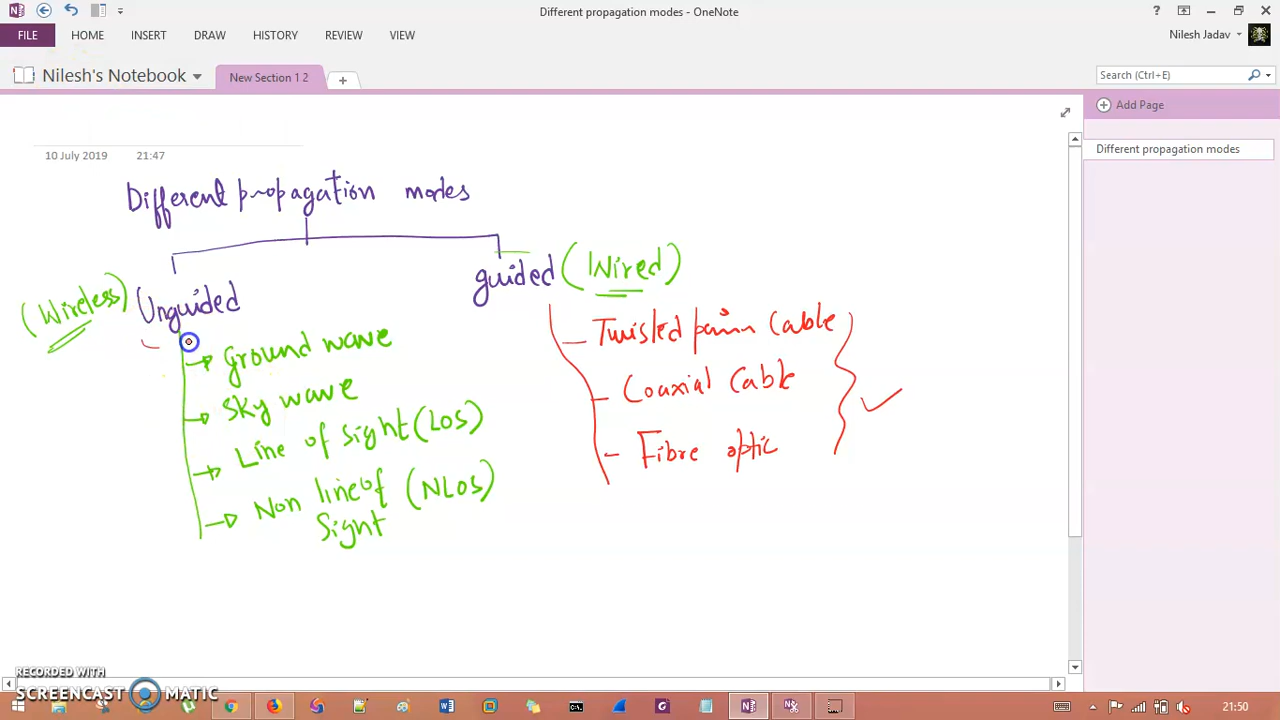 Different propagation modes - OneNote
FILE HOME INSERT DRAW HISTORY REVIEW VIEW
Nilesh Jadav
Nilesh's Notebook
New Section 1 2
Search (Ctrl+E)
Add Page
Different propagation modes
10 July 2019 21:47
Different propagation modes
(Wireless) Unguided
guided (Wired)
Ground wave
Sky wave
Line of sight (LOS)
Non line of (NLOS)
Sight
Twisted pair Cable
Coaxial Cable
Fibre optic
RECORDED WITH
SCREENCAST MATIC
21:50